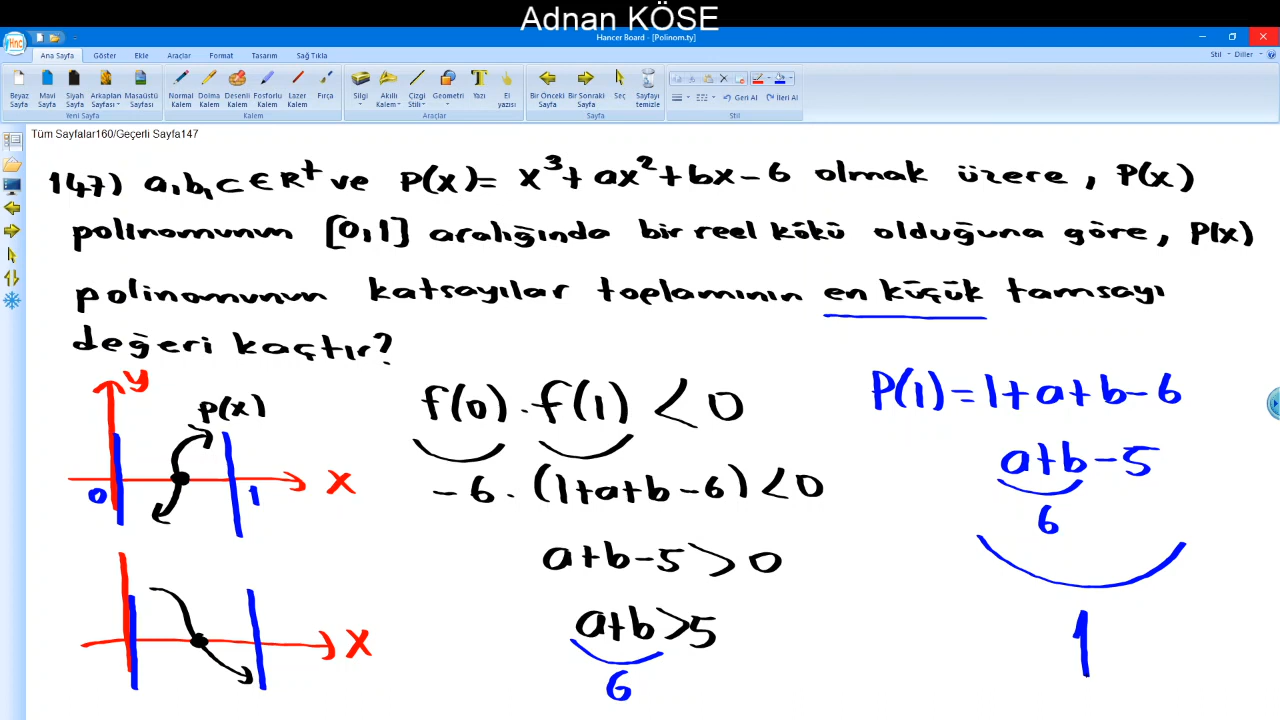 Adnan KÖSE
Hancer Board - [Polinom.ty]
Hnc
Ana Sayfa Göster Ekle Araçlar Format Tasarım Sağ Tıkla
Stil Diller
Beyaz Sayfa Mavi Sayfa Siyah Sayfa Arkaplan Sayfası Masaüstü Sayfası Normal Kalem Dolma Kalem Desenli Kalem Fosforlu Kalem Lazer Kalem Fırça Silgi Akıllı Kalem Çizgi Stili Geometri Yazı El yazısı Bir Önceki Sayfa Bir Sonraki Sayfa Seç Sayfayı temizle Geri Al İleri Al
Yeni Sayfa Kalem Araçlar Sayfa Stil
Tüm Sayfalar160/Geçerli Sayfa147
147) a,b,c ∈ R⁺ ve P(x)= x³+ax²+bx-6 olmak üzere, P(x)
polinomunun [0,1] aralığında bir reel kökü olduğuna göre, P(x)
polinomunun katsayılar toplamının en küçük tamsayı
değeri kaçtır?
y
P(x)
0
1
x
x
f(0).f(1) < 0
-6.(1+a+b-6) < 0
a+b-5 > 0
a+b > 5
6
P(1)=1+a+b-6
a+b-5
6
1